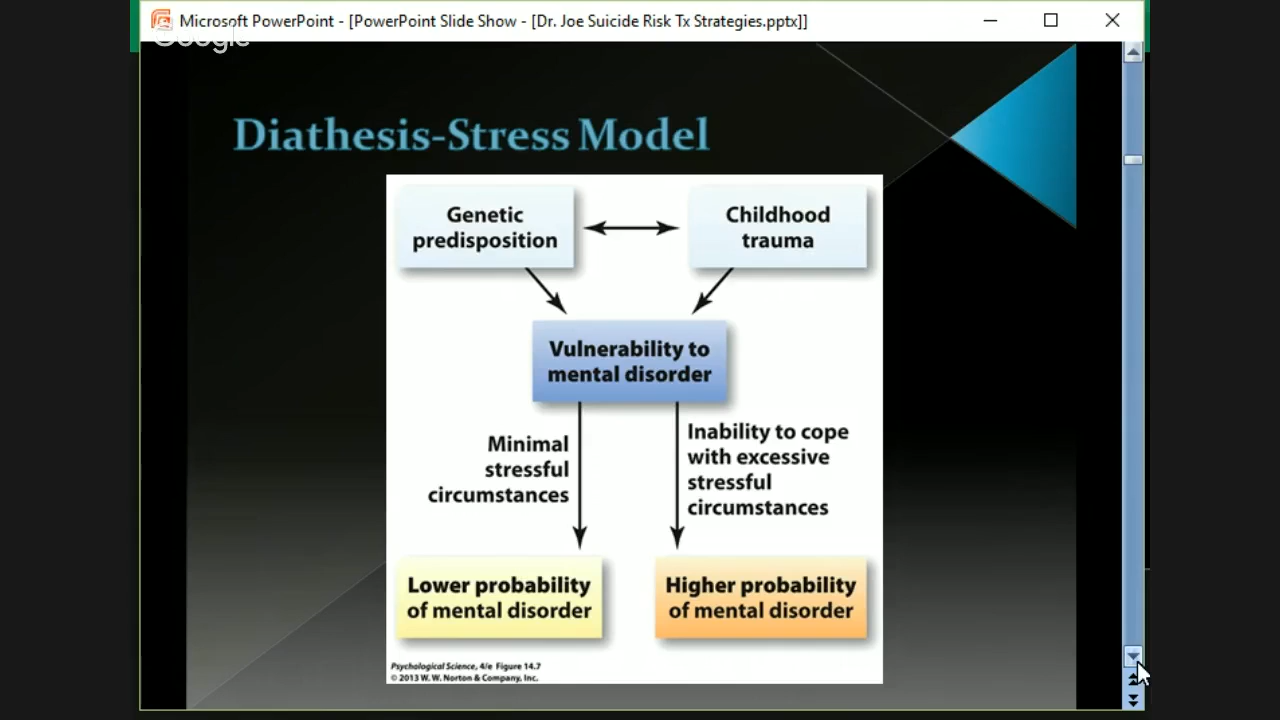 Microsoft PowerPoint - [PowerPoint Slide Show - [Dr. Joe Suicide Risk Tx Strategies.pptx]]
Google
Diathesis-Stress Model
Genetic
predisposition
Childhood
trauma
Vulnerability to
mental disorder
Minimal
stressful
circumstances
Inability to cope
with excessive
stressful
circumstances
Lower probability
of mental disorder
Higher probability
of mental disorder
Psychological Science, 4/e Figure 14.7
© 2013 W. W. Norton & Company, Inc.